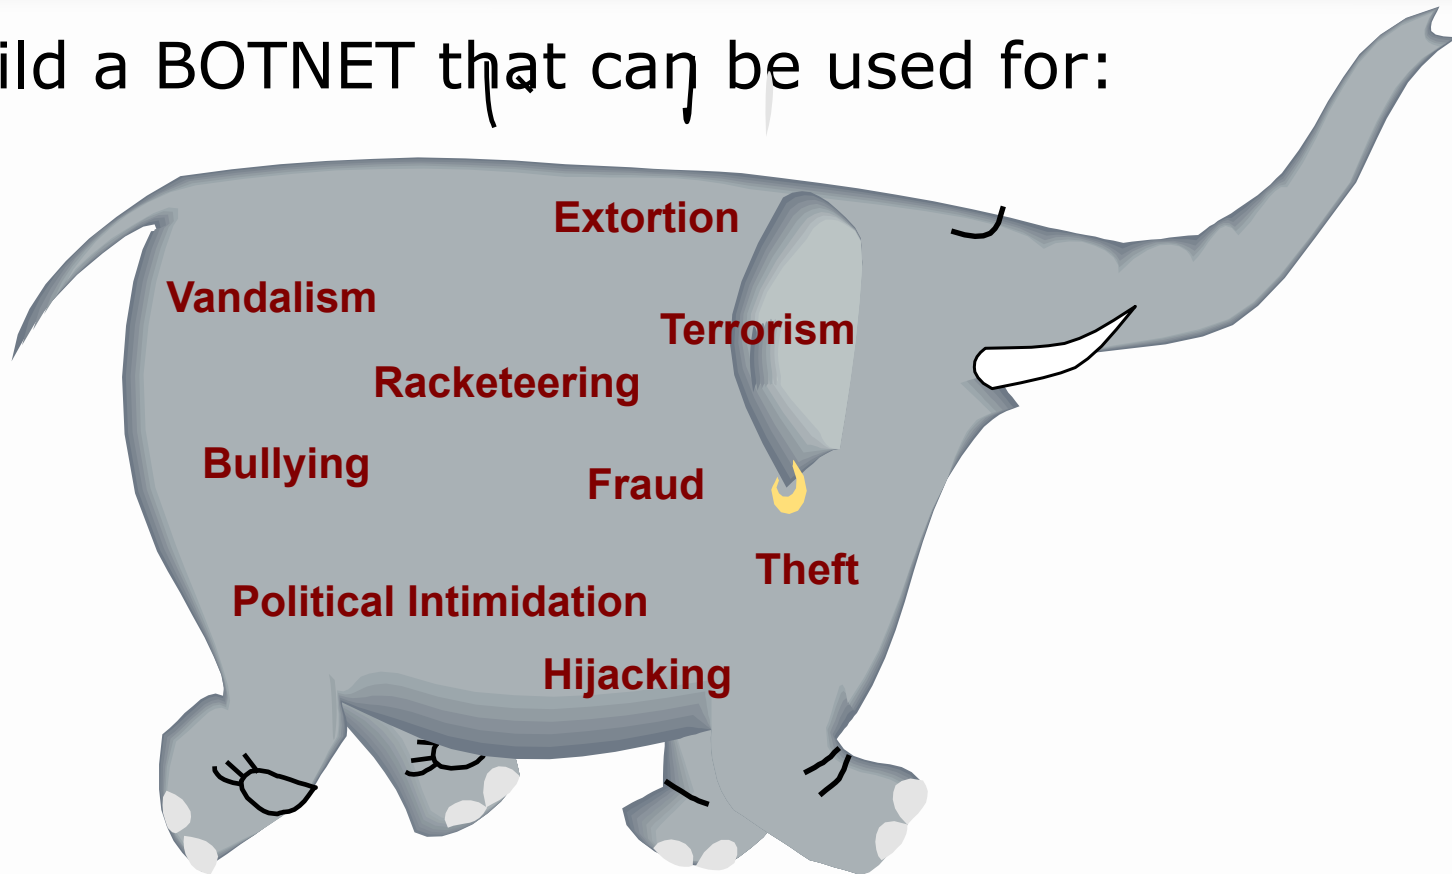 ild a BOTNET that can be used for:
Extortion
Vandalism
Terrorism
Racketeering
Bullying
Fraud
Theft
Political Intimidation
Hijacking